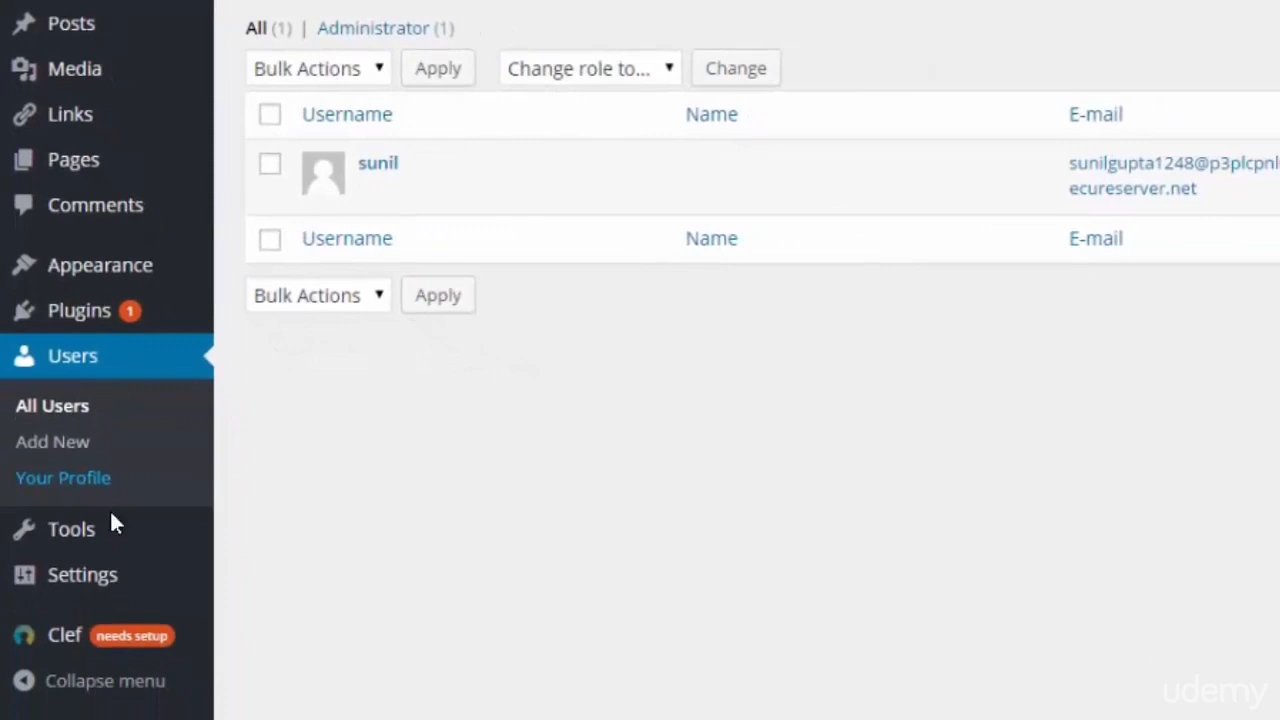 Posts
Media
Links
Pages
Comments
Appearance
Plugins 1
Users
All Users
Add New
Your Profile
Tools
Settings
Clef needs setup
Collapse menu
All (1) | Administrator (1)
Bulk Actions Apply Change role to... Change
Username Name E-mail
sunil sunilgupta1248@p3plcpnl
ecureserver.net
Username Name E-mail
Bulk Actions Apply
udemy